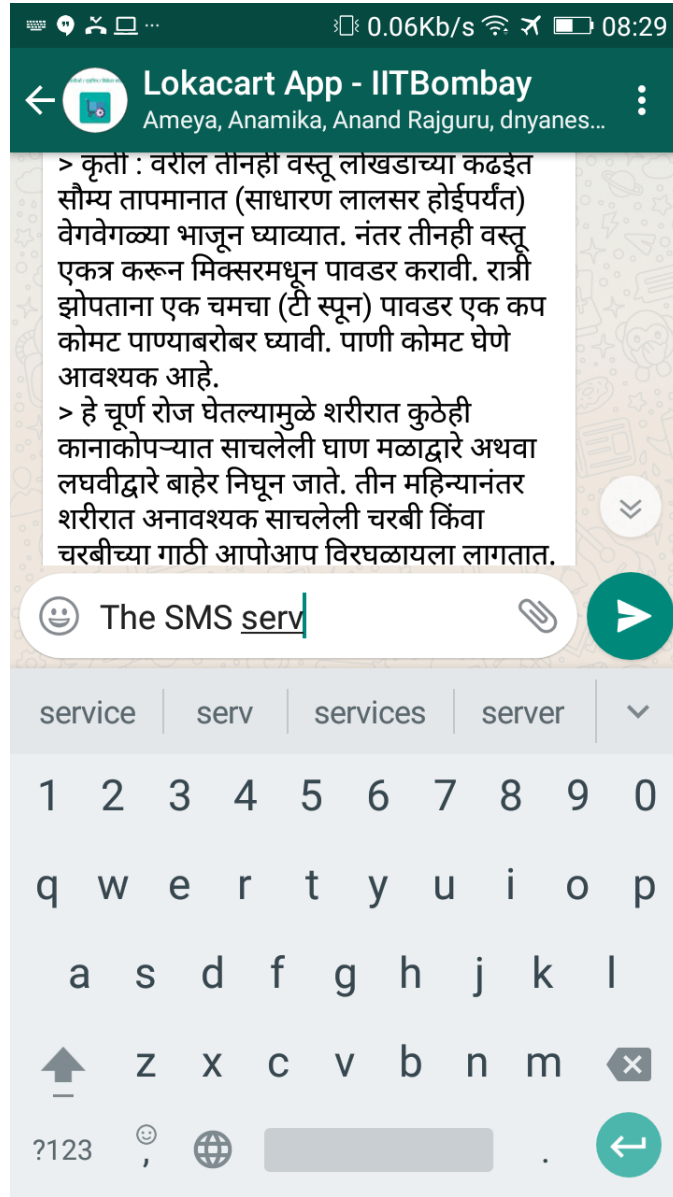 0.06Kb/s 08:29
Lokacart App - IITBombay
Ameya, Anamika, Anand Rajguru, dnyanes...
> कृती : वरील तीनही वस्तू लोखंडाच्या कढईत
सौम्य तापमानात (साधारण लालसर होईपर्यंत)
वेगवेगळ्या भाजून घ्याव्यात. नंतर तीनही वस्तू
एकत्र करून मिक्सरमधून पावडर करावी. रात्री
झोपताना एक चमचा (टी स्पून) पावडर एक कप
कोमट पाण्याबरोबर घ्यावी. पाणी कोमट घेणे
आवश्यक आहे.
> हे चूर्ण रोज घेतल्यामुळे शरीरात कुठेही
कानाकोपऱ्यात साचलेली घाण मळाद्वारे अथवा
लघवीद्वारे बाहेर निघून जाते. तीन महिन्यानंतर
शरीरात अनावश्यक साचलेली चरबी किंवा
चरबीच्या गाठी आपोआप विरघळायला लागतात.
The SMS serv
service serv services server
1 2 3 4 5 6 7 8 9 0
q w e r t y u i o p
a s d f g h j k l
z x c v b n m
?123 , .